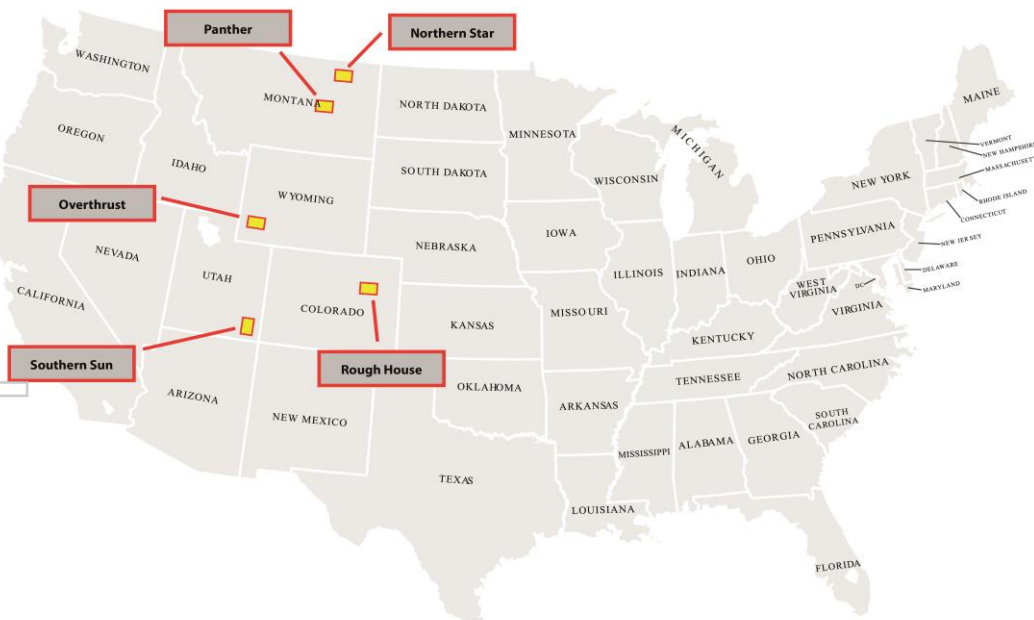 Panther
Northern Star
WASHINGTON
MONTANA
NORTH DAKOTA
MINNESOTA
MICHIGAN
MAINE
OREGON
VERMONT
NEW HAMPSHIRE
IDAHO
SOUTH DAKOTA
WISCONSIN
NEW YORK
MASSACHUSETT
Overthrust
WYOMING
RHODE ISLAND
CONNECTICUT
NEVADA
NEBRASKA
IOWA
PENNSYLVANIA
NEW JERSEY
UTAH
ILLINOIS
INDIANA
OHIO
DELAWARE
WEST
VIRGINIA
DC
MARYLAND
CALIFORNIA
COLORADO
KANSAS
MISSOURI
VIRGINIA
KENTUCKY
Southern Sun
Rough House
OKLAHOMA
TENNESSEE
NORTH CAROLINA
ARIZONA
NEW MEXICO
ARKANSAS
SOUTH
CAROLINA
MISSISSIPPI
ALABAMA
GEORGIA
TEXAS
LOUISIANA
FLORIDA